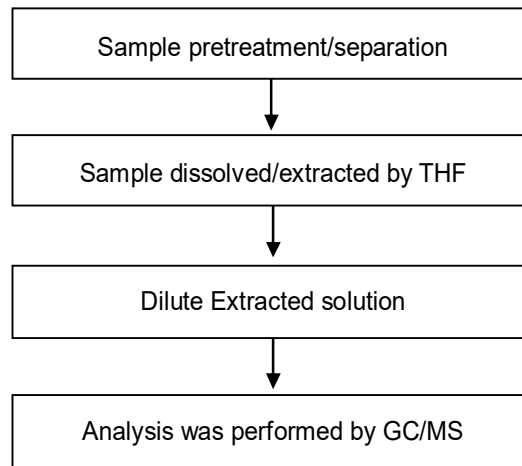 Sample pretreatment/separation
Sample dissolved/extracted by THF
Dilute Extracted solution
Analysis was performed by GC/MS